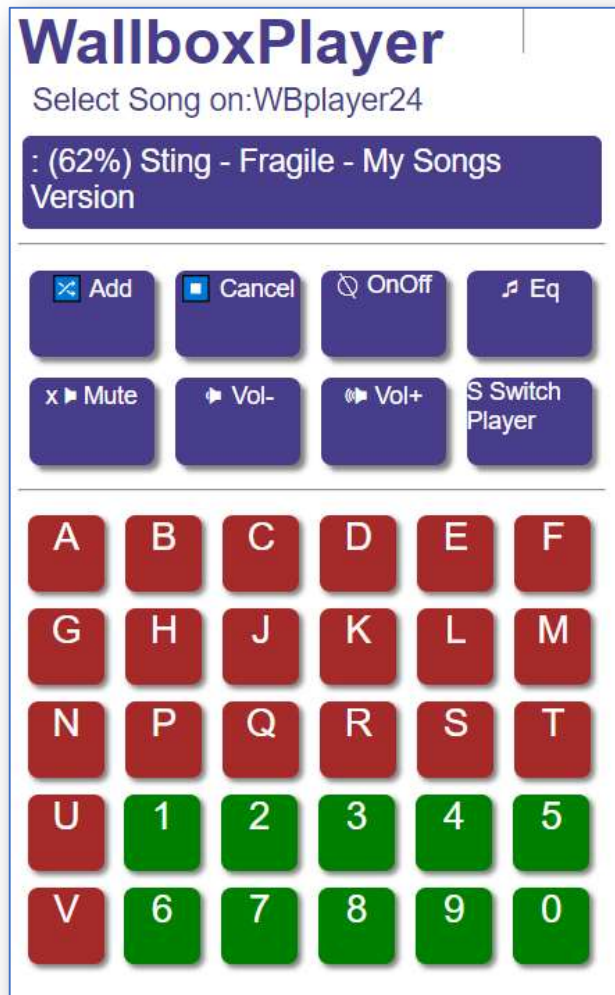 WallboxPlayer
Select Song on:WBplayer24
: (62%) Sting - Fragile - My Songs
Version
Add Cancel OnOff Eq
x Mute Vol- Vol+ S Switch
Player
A B C D E F
G H J K L M
N P Q R S T
U 1 2 3 4 5
V 6 7 8 9 0